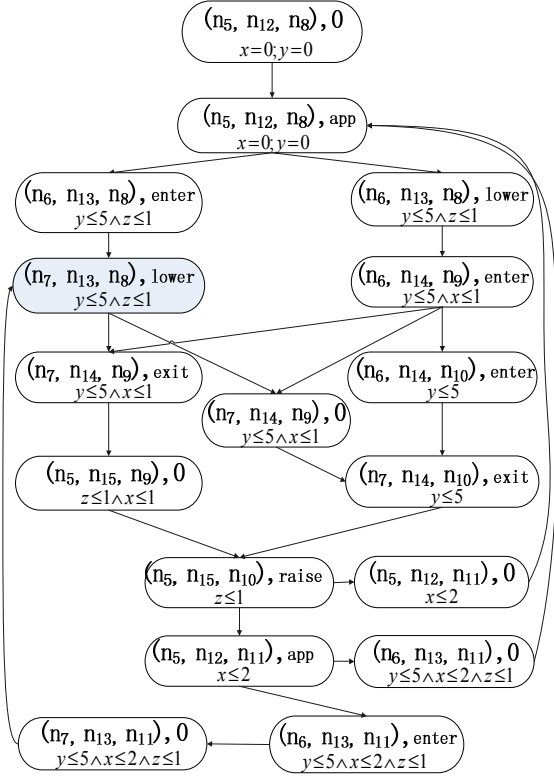 (n₅, n₁₂, n₈), 0
x=0; y=0
(n₅, n₁₂, n₈), app
x=0; y=0
(n₆, n₁₃, n₈), enter
y≤5∧z≤1
(n₆, n₁₃, n₈), lower
y≤5∧z≤1
(n₇, n₁₃, n₈), lower
y≤5∧z≤1
(n₆, n₁₄, n₉), enter
y≤5∧x≤1
(n₇, n₁₄, n₉), exit
y≤5∧x≤1
(n₆, n₁₄, n₁₀), enter
y≤5
(n₇, n₁₄, n₉), 0
y≤5∧x≤1
(n₅, n₁₅, n₉), 0
z≤1∧x≤1
(n₇, n₁₄, n₁₀), exit
y≤5
(n₅, n₁₅, n₁₀), raise
z≤1
(n₅, n₁₂, n₁₁), 0
x≤2
(n₅, n₁₂, n₁₁), app
x≤2
(n₆, n₁₃, n₁₁), 0
y≤5∧x≤2∧z≤1
(n₇, n₁₃, n₁₁), 0
y≤5∧x≤2∧z≤1
(n₆, n₁₃, n₁₁), enter
y≤5∧x≤2∧z≤1